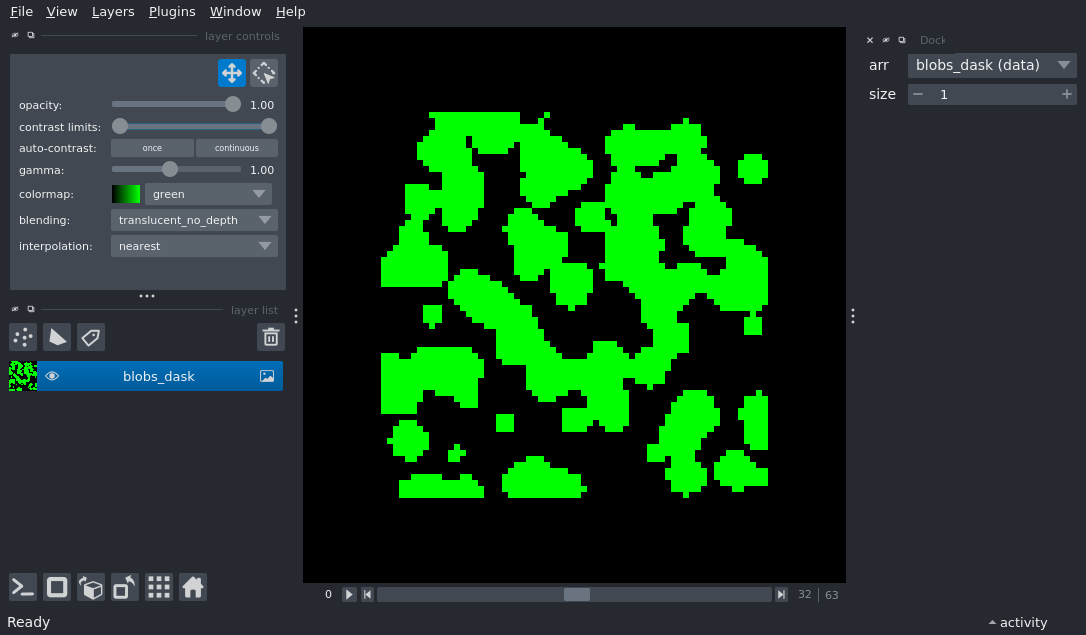 File View Layers Plugins Window Help
layer controls
opacity: 1.00
contrast limits:
auto-contrast: once continuous
gamma: 1.00
colormap: green
blending: translucent_no_depth
interpolation: nearest
layer list
blobs_dask
Dock
arr blobs_dask (data)
size 1
0 32 63
Ready activity